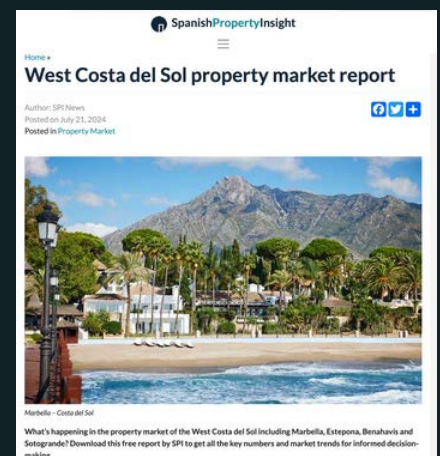 SpanishPropertyInsight
Home »
West Costa del Sol property market report
Author: SPI News
Posted on July 21, 2024
Posted in Property Market
Marbella – Costa del Sol
What's happening in the property market of the West Costa del Sol including Marbella, Estepona, Benahavis and
Sotogrande? Download this free report by SPI to get all the key numbers and market trends for informed decision-
making.